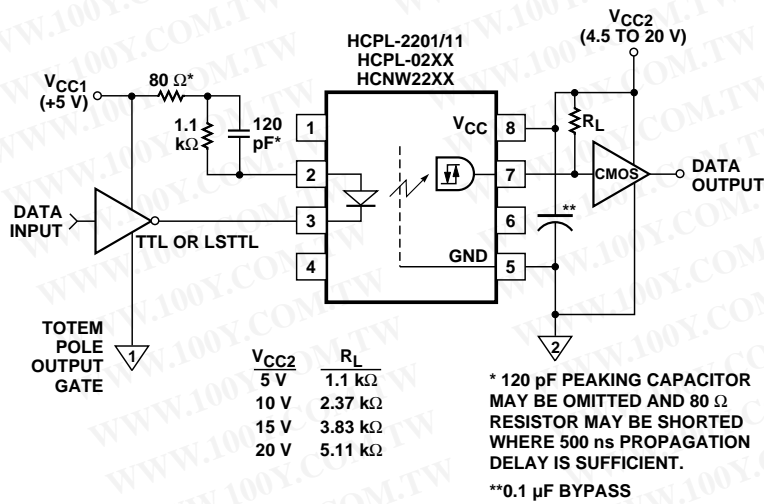 HCPL-2201/11
HCPL-02XX
HCNW22XX
VCC2
(4.5 TO 20 V)
VCC1
(+5 V)
80 Ω*
1.1
kΩ
120
pF*
1
2
3
4
VCC
8
7
6
GND
5
RL
CMOS
DATA
OUTPUT
**
DATA
INPUT
TTL OR LSTTL
TOTEM
POLE
OUTPUT
GATE
1
2
VCC2 RL
5 V 1.1 kΩ
10 V 2.37 kΩ
15 V 3.83 kΩ
20 V 5.11 kΩ
* 120 pF PEAKING CAPACITOR
MAY BE OMITTED AND 80 Ω
RESISTOR MAY BE SHORTED
WHERE 500 ns PROPAGATION
DELAY IS SUFFICIENT.
**0.1 µF BYPASS
WWW.100Y.COM.TW